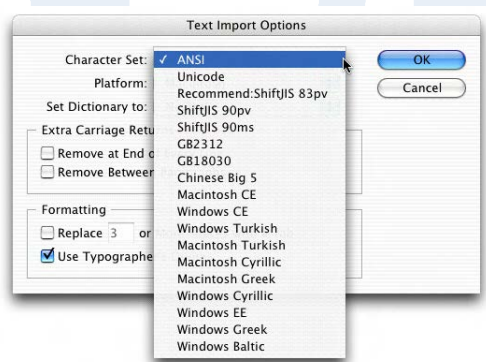 Text Import Options
Character Set: ✓ ANSI
OK
Unicode
Platform:
Cancel
Recommend:ShiftJIS 83pv
Set Dictionary to:
ShiftJIS 90pv
ShiftJIS 90ms
Extra Carriage Retu
GB2312
Remove at End o
GB18030
Remove Between
Chinese Big 5
Macintosh CE
Windows CE
Formatting
Windows Turkish
Replace 3 or
Macintosh Turkish
Use Typographe
Macintosh Cyrillic
Macintosh Greek
Windows Cyrillic
Windows EE
Windows Greek
Windows Baltic